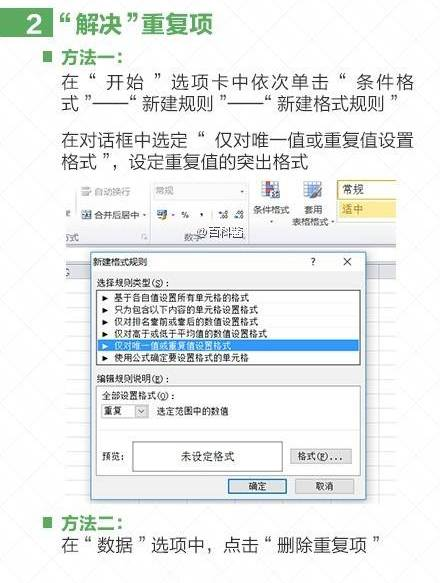 2 “解决”重复项
方法一：
在“ 开始 ”选项卡中依次单击“ 条件格
式 ”——“ 新建规则 ”——“ 新建格式规则 ”
在对话框中选定“ 仅对唯一值或重复值设置
格式 ”，设定重复值的突出格式
自动换行 常规 常规
合并后居中 % , 条件格式 套用 适中
表格格式
@百科酱
式 数字
新建格式规则 ? ×
选择规则类型(S)：
► 基于各自值设置所有单元格的格式
► 只为包含以下内容的单元格设置格式
► 仅对排名靠前或靠后的数值设置格式
► 仅对高于或低于平均值的数值设置格式
► 仅对唯一值或重复值设置格式
► 使用公式确定要设置格式的单元格
编辑规则说明(E)：
全部设置格式(O)：
重复 选定范围中的数值
预览： 未设定格式 格式(F)...
确定 取消
方法二：
在“ 数据 ”选项中，点击“ 删除重复项 ”